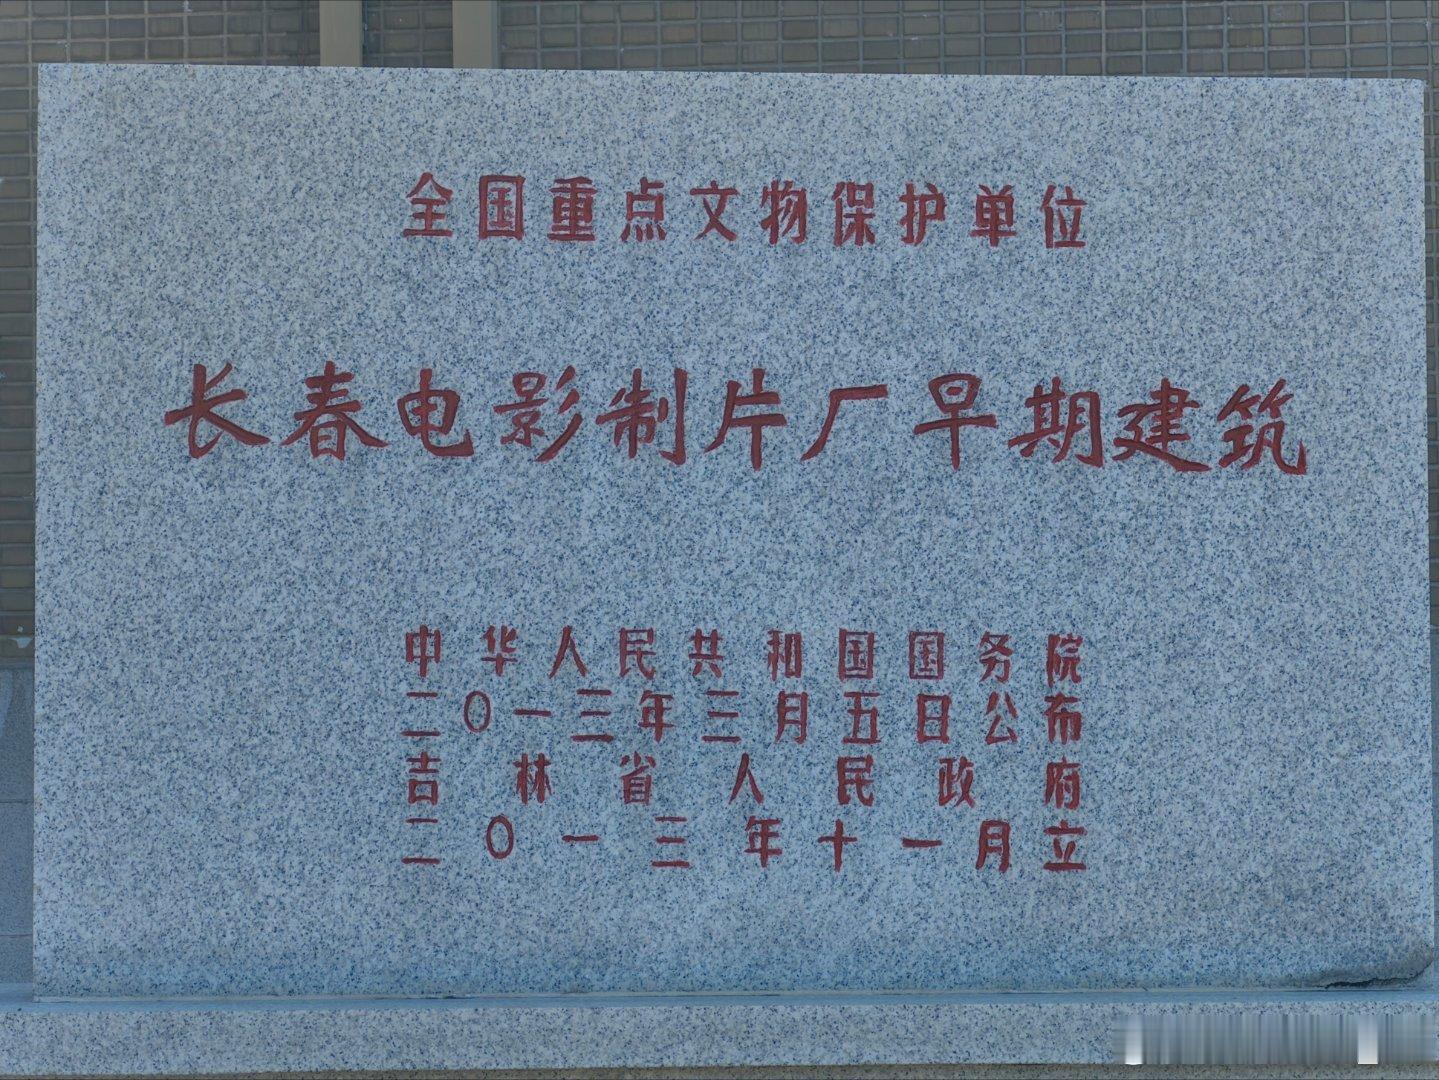 全国重点文物保护单位
长春电影制片厂早期建筑
中华人民共和国国务院
二〇一三年三月五日公布
吉林省人民政府
二〇一三年十一月立